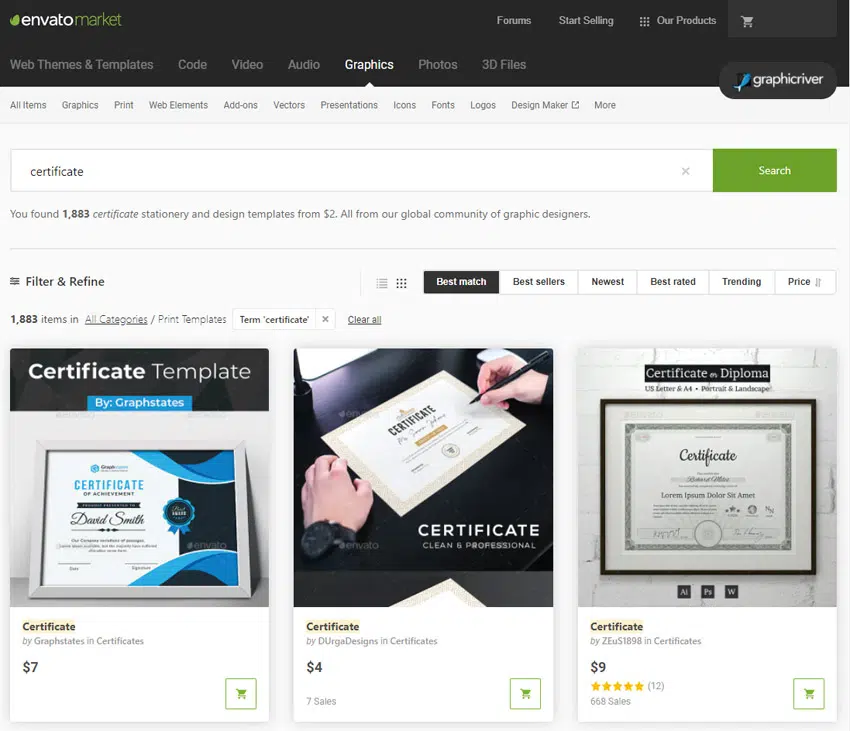 envatomarket
Forums Start Selling Our Products
Web Themes & Templates Code Video Audio Graphics Photos 3D Files
graphicriver
All Items Graphics Print Web Elements Add-ons Vectors Presentations Icons Fonts Logos Design Maker More
certificate
Search
You found 1,883 certificate stationery and design templates from $2. All from our global community of graphic designers.
Filter & Refine
Best match Best sellers Newest Best rated Trending Price
1,883 items in All Categories / Print Templates Term 'certificate' Clear all
Certificate Template
By: Graphstates
CERTIFICATE
OF ACHIEVEMENT
David Smith
Date Signature
envato
CERTIFICATE
envato
CERTIFICATE
CLEAN & PROFESSIONAL
Certificate or Diploma
US Letter & A4 • Portrait & Landscape
Certificate
Lorem Ipsum Dolor Sit Amet
Ai Ps W
Certificate
by Graphstates in Certificates
$7
Certificate
by DUrgaDesigns in Certificates
$4
7 Sales
Certificate
by ZEuS1898 in Certificates
$9
(12)
668 Sales